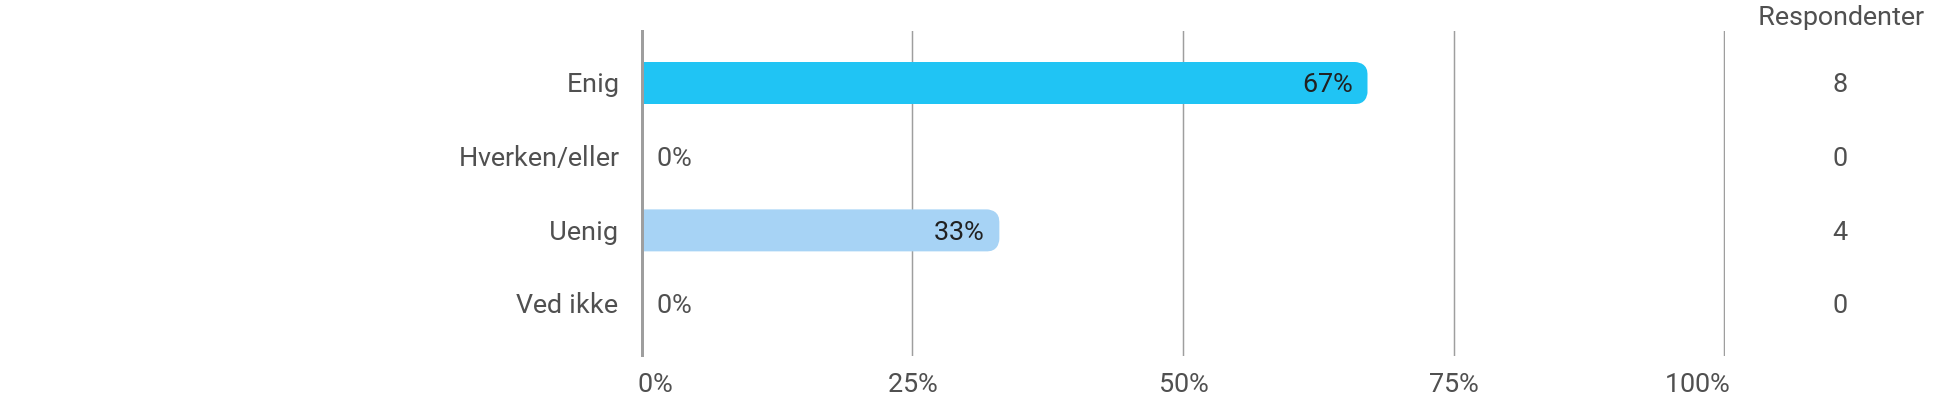 Respondenter
Enig 67% 8
Hverken/eller 0% 0
Uenig 33% 4
Ved ikke 0% 0
0% 25% 50% 75% 100%